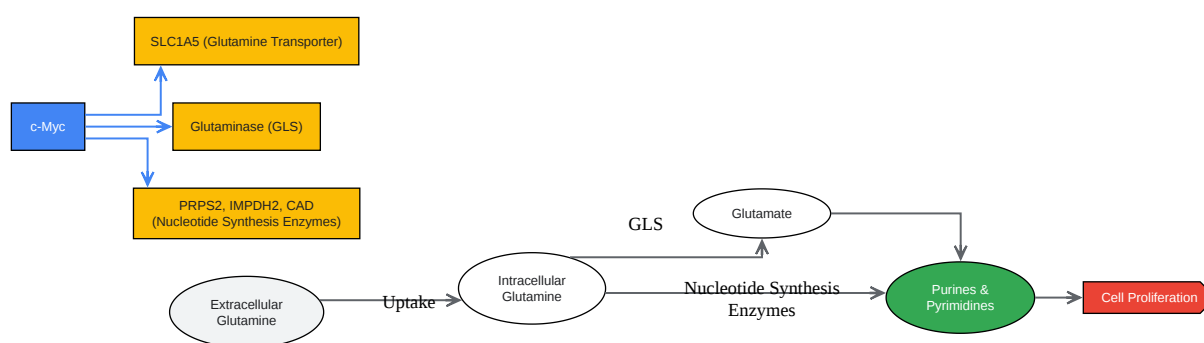 SLC1A5 (Glutamine Transporter)
c-Myc
Glutaminase (GLS)
PRPS2, IMPDH2, CAD
(Nucleotide Synthesis Enzymes)
GLS
Glutamate
Extracellular
Glutamine
Uptake
Intracellular
Glutamine
Nucleotide Synthesis
Enzymes
Purines &
Pyrimidines
Cell Proliferation